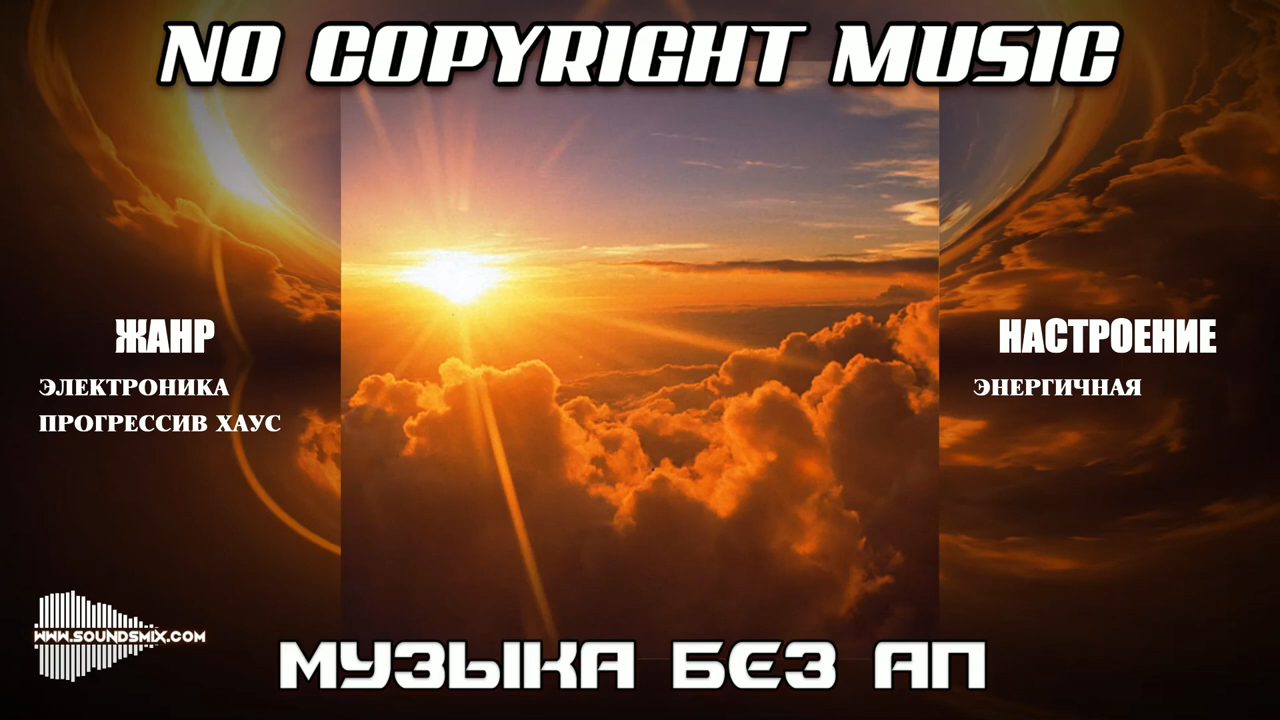 NO COPYRIGHT MUSIC
ЖАНР
ЭЛЕКТРОНИКА
ПРОГРЕССИВ ХАУС
НАСТРОЕНИЕ
ЭНЕРГИЧНАЯ
WWW.SOUNDSMIX.COM
МУЗЫКА БЕЗ АП